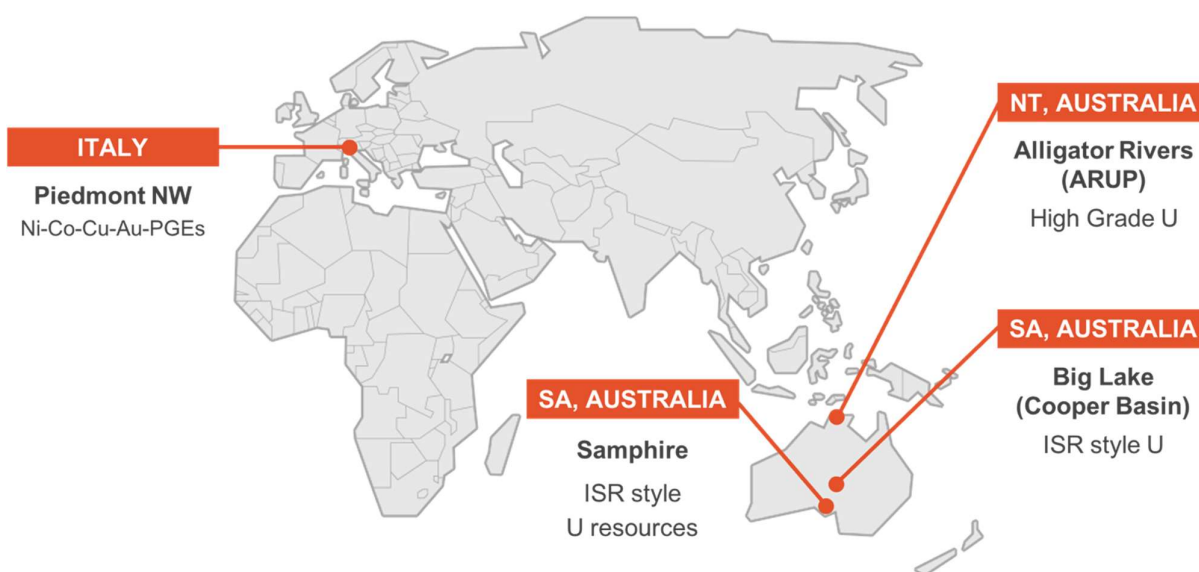 ITALY
Piedmont NW
Ni-Co-Cu-Au-PGEs
NT, AUSTRALIA
Alligator Rivers
(ARUP)
High Grade U
SA, AUSTRALIA
Big Lake
(Cooper Basin)
ISR style U
SA, AUSTRALIA
Samphire
ISR style
U resources